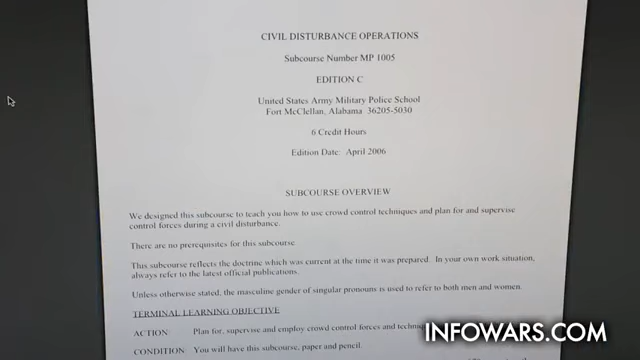 CIVIL DISTURBANCE OPERATIONS
Subcourse Number MP 1005
EDITION C
United States Army Military Police School
Fort McClellan, Alabama 36205-5030
6 Credit Hours
Edition Date: April 2006
SUBCOURSE OVERVIEW
We designed this subcourse to teach you how to use crowd control techniques and plan for and supervise
control forces during a civil disturbance.
There are no prerequisites for this subcourse
This subcourse reflects the doctrine which was current at the time it was prepared. In your own work situation,
always refer to the latest official publications.
Unless otherwise stated, the masculine gender of singular pronouns is used to refer to both men and women.
TERMINAL LEARNING OBJECTIVE
ACTION: Plan for, supervise and employ crowd control forces and
CONDITION: You will have this subcourse, paper and pencil.
INFOWARS.COM